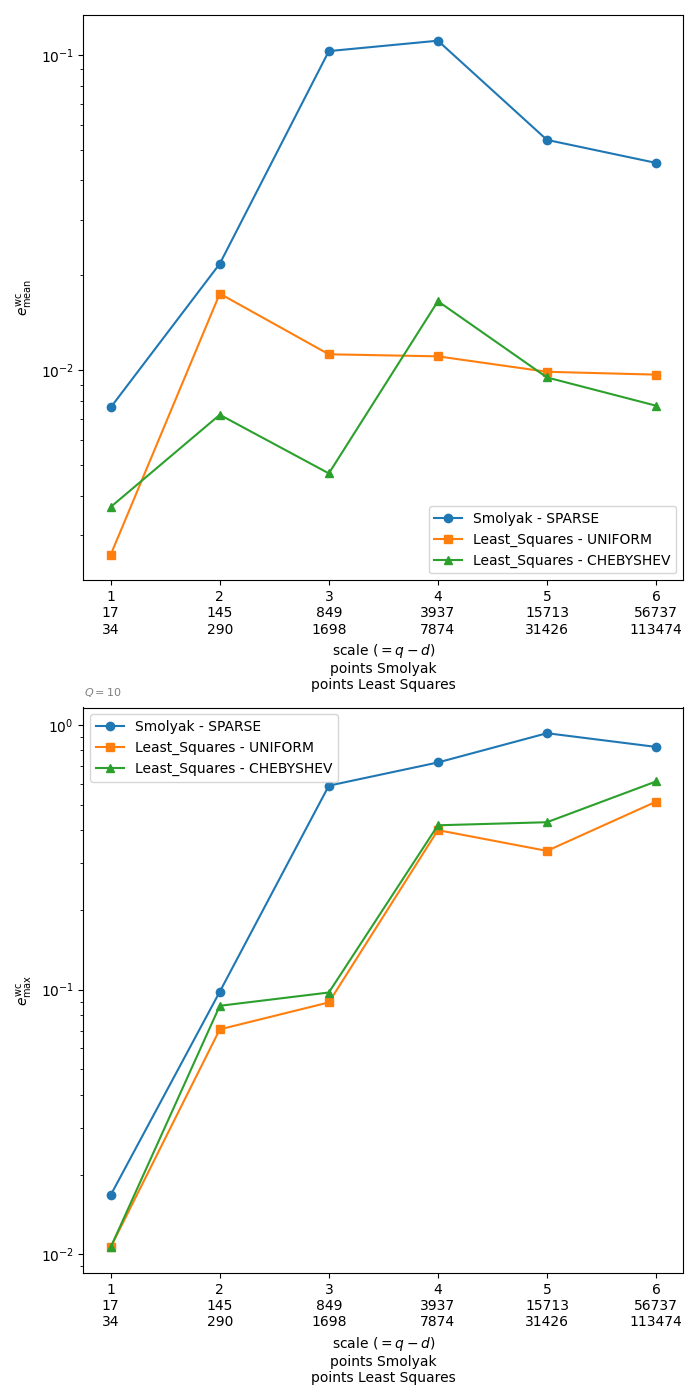 10⁻¹
10⁻²
e^wc_mean
Smolyak - SPARSE
Least_Squares - UNIFORM
Least_Squares - CHEBYSHEV
1 2 3 4 5 6
17 145 849 3937 15713 56737
34 290 1698 7874 31426 113474
scale (= q − d)
points Smolyak
points Least Squares
Q = 10
10⁰
10⁻¹
10⁻²
e^wc_max
Smolyak - SPARSE
Least_Squares - UNIFORM
Least_Squares - CHEBYSHEV
1 2 3 4 5 6
17 145 849 3937 15713 56737
34 290 1698 7874 31426 113474
scale (= q − d)
points Smolyak
points Least Squares